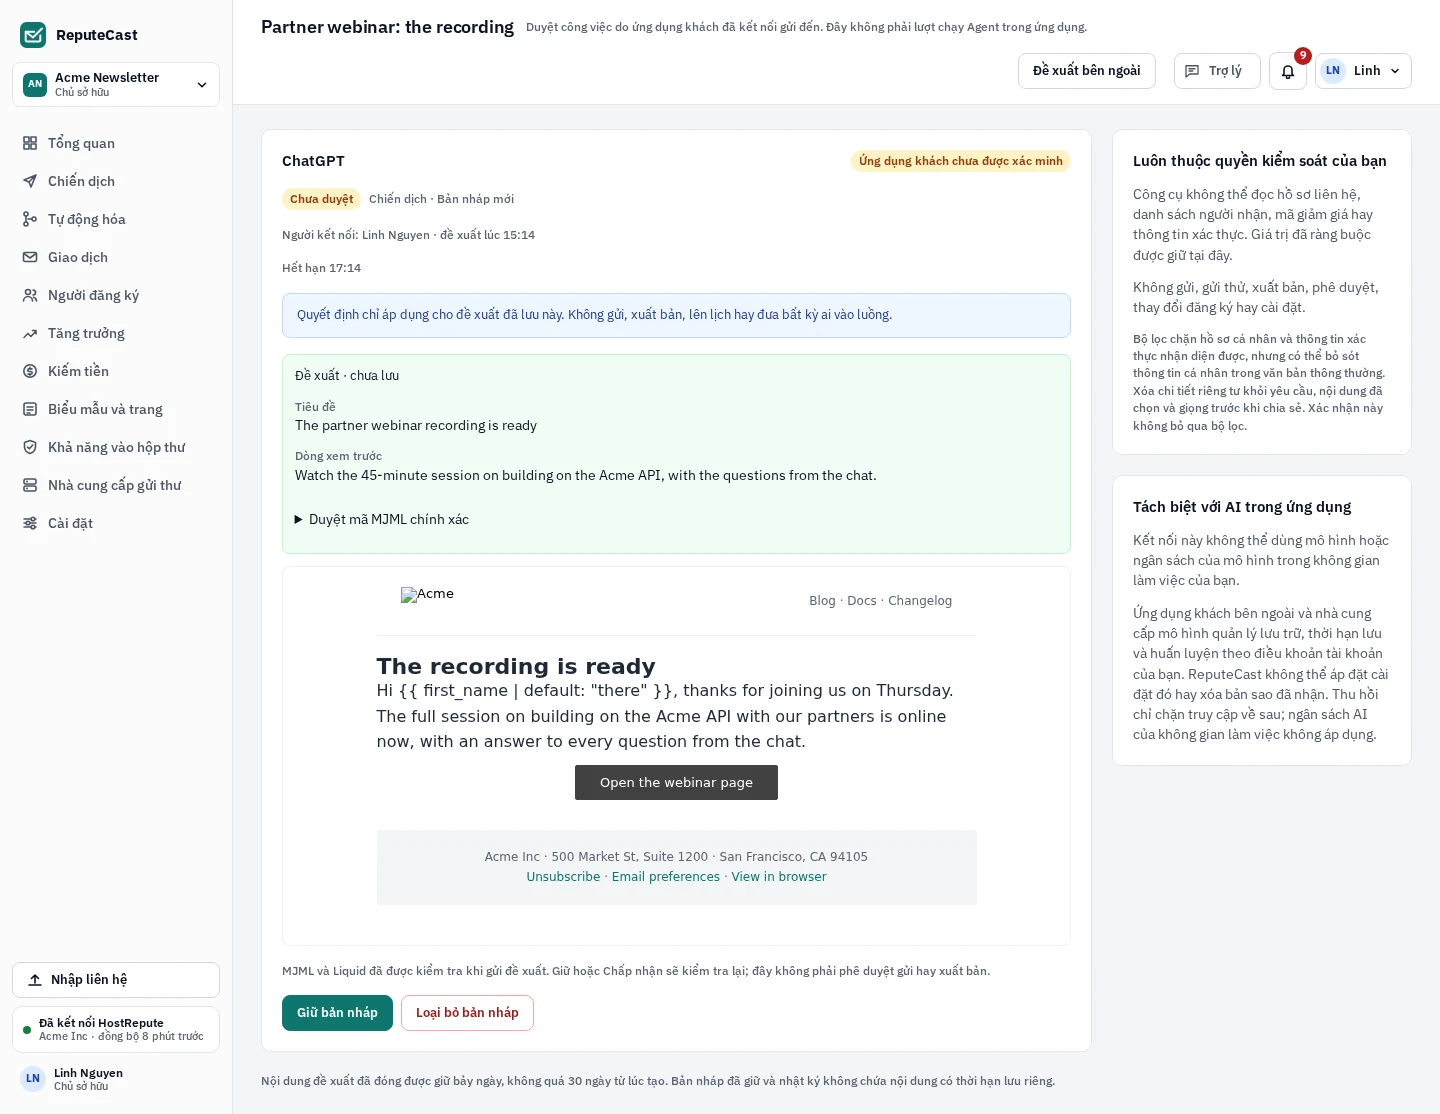 ReputeCast
AN
Acme Newsletter
Chủ sở hữu
Tổng quan
Chiến dịch
Tự động hóa
Giao dịch
Người đăng ký
Tăng trưởng
Kiếm tiền
Biểu mẫu và trang
Khả năng vào hộp thư
Nhà cung cấp gửi thư
Cài đặt
Nhập liên hệ
Đã kết nối HostRepute
Acme Inc · đồng bộ 8 phút trước
LN
Linh Nguyen
Chủ sở hữu
Partner webinar: the recording
Duyệt công việc do ứng dụng khách đã kết nối gửi đến. Đây không phải lượt chạy Agent trong ứng dụng.
Đề xuất bên ngoài
Trợ lý
9
LN
Linh
ChatGPT
Ứng dụng khách chưa được xác minh
Chưa duyệt
Chiến dịch · Bản nháp mới
Người kết nối: Linh Nguyen · đề xuất lúc 15:14
Hết hạn 17:14
Quyết định chỉ áp dụng cho đề xuất đã lưu này. Không gửi, xuất bản, lên lịch hay đưa bất kỳ ai vào luồng.
Đề xuất · chưa lưu
Tiêu đề
The partner webinar recording is ready
Dòng xem trước
Watch the 45-minute session on building on the Acme API, with the questions from the chat.
Duyệt mã MJML chính xác
Acme
Blog · Docs · Changelog
The recording is ready
Hi {{ first_name | default: "there" }}, thanks for joining us on Thursday.
The full session on building on the Acme API with our partners is online
now, with an answer to every question from the chat.
Open the webinar page
Acme Inc · 500 Market St, Suite 1200 · San Francisco, CA 94105
Unsubscribe · Email preferences · View in browser
MJML và Liquid đã được kiểm tra khi gửi đề xuất. Giữ hoặc Chấp nhận sẽ kiểm tra lại; đây không phải phê duyệt gửi hay xuất bản.
Giữ bản nháp
Loại bỏ bản nháp
Nội dung đề xuất đã đóng được giữ bảy ngày, không quá 30 ngày từ lúc tạo. Bản nháp đã giữ và nhật ký không chứa nội dung có thời hạn lưu riêng.
Luôn thuộc quyền kiểm soát của bạn
Công cụ không thể đọc hồ sơ liên hệ,
danh sách người nhận, mã giảm giá hay
thông tin xác thực. Giá trị đã ràng buộc
được giữ tại đây.
Không gửi, gửi thử, xuất bản, phê duyệt,
thay đổi đăng ký hay cài đặt.
Bộ lọc chặn hồ sơ cá nhân và thông tin xác
thực nhận diện được, nhưng có thể bỏ sót
thông tin cá nhân trong văn bản thông thường.
Xóa chi tiết riêng tư khỏi yêu cầu, nội dung đã
chọn và giọng trước khi chia sẻ. Xác nhận này
không bỏ qua bộ lọc.
Tách biệt với AI trong ứng dụng
Kết nối này không thể dùng mô hình hoặc
ngân sách của mô hình trong không gian
làm việc của bạn.
Ứng dụng khách bên ngoài và nhà cung
cấp mô hình quản lý lưu trữ, thời hạn lưu
và huấn luyện theo điều khoản tài khoản
của bạn. ReputeCast không thể áp đặt cài
đặt đó hay xóa bản sao đã nhận. Thu hồi
chỉ chặn truy cập về sau; ngân sách AI
của không gian làm việc không áp dụng.